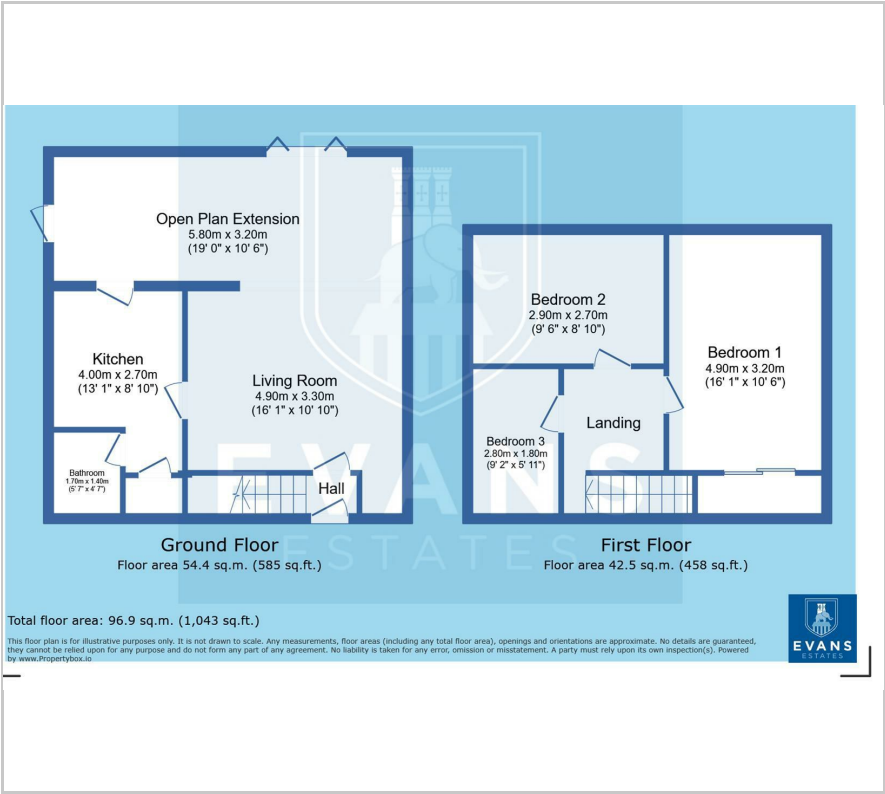 Open Plan Extension
5.80m x 3.20m
(19' 0" x 10' 6")
Kitchen
4.00m x 2.70m
(13' 1" x 8' 10")
Living Room
4.90m x 3.30m
(16' 1" x 10' 10")
Bathroom
1.70m x 1.40m
(5' 7" x 4' 7")
Hall
Bedroom 2
2.90m x 2.70m
(9' 6" x 8' 10")
Bedroom 1
4.90m x 3.20m
(16' 1" x 10' 6")
Landing
Bedroom 3
2.80m x 1.80m
(9' 2" x 5' 11")
EVANS
ESTATES
Ground Floor
Floor area 54.4 sq.m. (585 sq.ft.)
First Floor
Floor area 42.5 sq.m. (458 sq.ft.)
Total floor area: 96.9 sq.m. (1,043 sq.ft.)
This floor plan is for illustrative purposes only. It is not drawn to scale. Any measurements, floor areas (including any total floor area), openings and orientations are approximate. No details are guaranteed,
they cannot be relied upon for any purpose and do not form any part of any agreement. No liability is taken for any error, omission or misstatement. A party must rely upon its own inspection(s). Powered
by www.Propertybox.io
EVANS
ESTATES